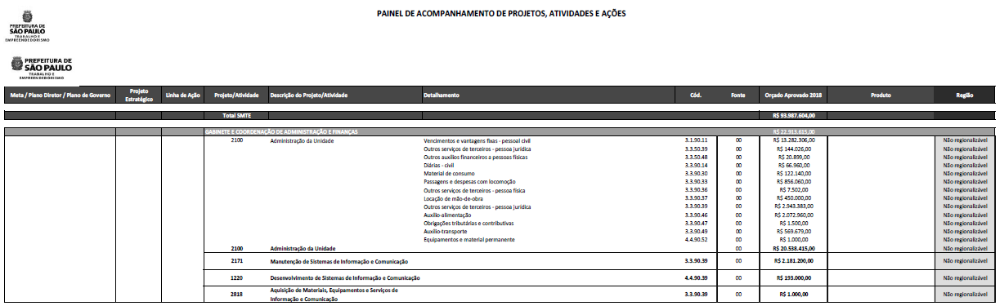 PAINEL DE ACOMPANHAMENTO DE PROJETOS, ATIVIDADES E AÇÕES
PREFEITURA DE
SÃO PAULO
TRABALHO E
EMPREENDEDORISMO
PREFEITURA DE
SÃO PAULO
TRABALHO E
EMPREENDEDORISMO
Meta / Plano Diretor / Plano de Governo Projeto Estratégico Linha de Ação Projeto/Atividade Descrição do Projeto/Atividade Detalhamento Cód. Fonte Orçado Aprovado 2018 Produto Região
Total SMTE R$ 93.987.604,00
GABINETE E COORDENAÇÃO DE ADMINISTRAÇÃO E FINANÇAS R$ 22.913.615,00
2100 Administração da Unidade Vencimentos e vantagens fixas - pessoal civil 3.1.90.11 00 R$ 13.282.306,00 Não regionalizável
Outros serviços de terceiros - pessoa jurídica 3.3.50.39 00 R$ 144.026,00 Não regionalizável
Outros auxílios financeiros a pessoas físicas 3.3.50.48 00 R$ 20.899,00 Não regionalizável
Diárias - civil 3.3.90.14 00 R$ 66.960,00 Não regionalizável
Material de consumo 3.3.90.30 00 R$ 122.140,00 Não regionalizável
Passagens e despesas com locomoção 3.3.90.33 00 R$ 856.060,00 Não regionalizável
Outros serviços de terceiros - pessoa física 3.3.90.36 00 R$ 7.502,00 Não regionalizável
Locação de mão-de-obra 3.3.90.37 00 R$ 450.000,00 Não regionalizável
Outros serviços de terceiros - pessoa jurídica 3.3.90.39 00 R$ 2.943.383,00 Não regionalizável
Auxílio-alimentação 3.3.90.46 00 R$ 2.072.960,00 Não regionalizável
Obrigações tributárias e contributivas 3.3.90.47 00 R$ 1.500,00 Não regionalizável
Auxílio-transporte 3.3.90.49 00 R$ 569.679,00 Não regionalizável
Equipamentos e material permanente 4.4.90.52 00 R$ 1.000,00 Não regionalizável
2100 Administração da Unidade 00 R$ 20.538.415,00 Não regionalizável
2171 Manutenção de Sistemas de Informação e Comunicação 3.3.90.39 00 R$ 2.181.200,00 Não regionalizável
1220 Desenvolvimento de Sistemas de Informação e Comunicação 4.4.90.39 00 R$ 193.000,00 Não regionalizável
2818 Aquisição de Materiais, Equipamentos e Serviços de Informação e Comunicação 3.3.90.39 00 R$ 1.000,00 Não regionalizável